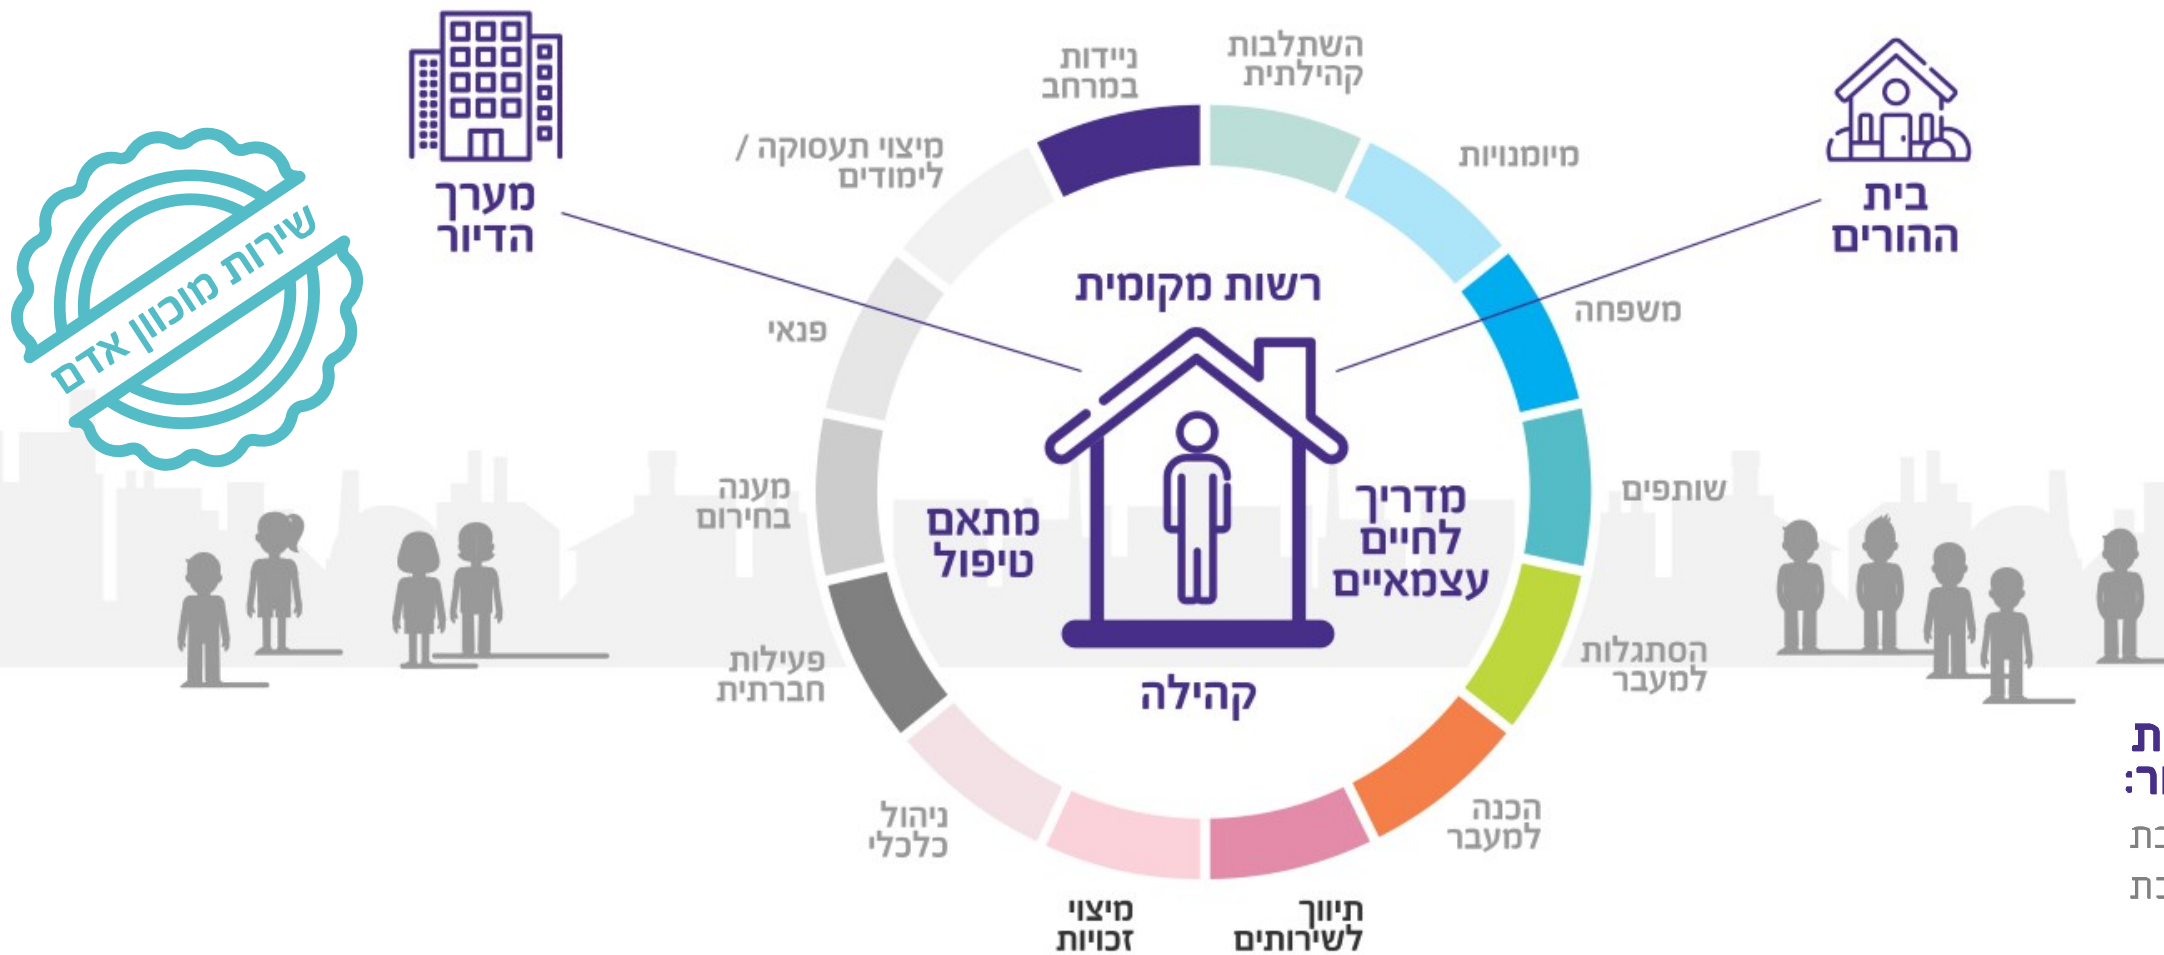 בית
ההורים
מערך
הדיור
שירות מוכוון אדם
השתלבות
קהילתית
מיומנויות
משפחה
שותפים
הסתגלות
למעבר
הכנה
למעבר
תיווך
לשירותים
מיצוי
זכויות
ניהול
כלכלי
פעילות
חברתית
מענה
בחירום
פנאי
מיצוי תעסוקה /
לימודים
ניידות
במרחב
רשות מקומית
מדריך
לחיים
עצמאיים
מתאם
טיפול
קהילה